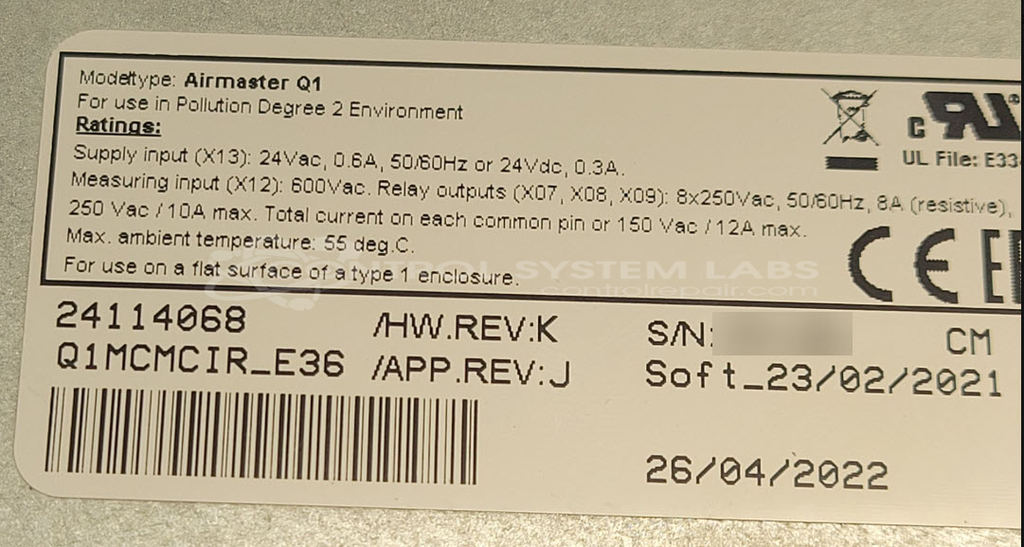 Modeltype: Airmaster Q1
For use in Pollution Degree 2 Environment
Ratings:
Supply input (X13): 24Vac, 0.6A, 50/60Hz or 24Vdc, 0.3A.
Measuring input (X12): 600Vac. Relay outputs (X07, X08, X09): 8x250Vac, 50/60Hz, 8A (resistive),
250 Vac / 10A max. Total current on each common pin or 150 Vac / 12A max.
Max. ambient temperature: 55 deg.C.
For use on a flat surface of a type 1 enclosure.
C RU
UL File: E33
CE
SYSTEM LABS
controlrepair.com
24114068 /HW.REV:K S/N: CM
Q1MCMCIR_E36 /APP.REV:J Soft_23/02/2021
26/04/2022